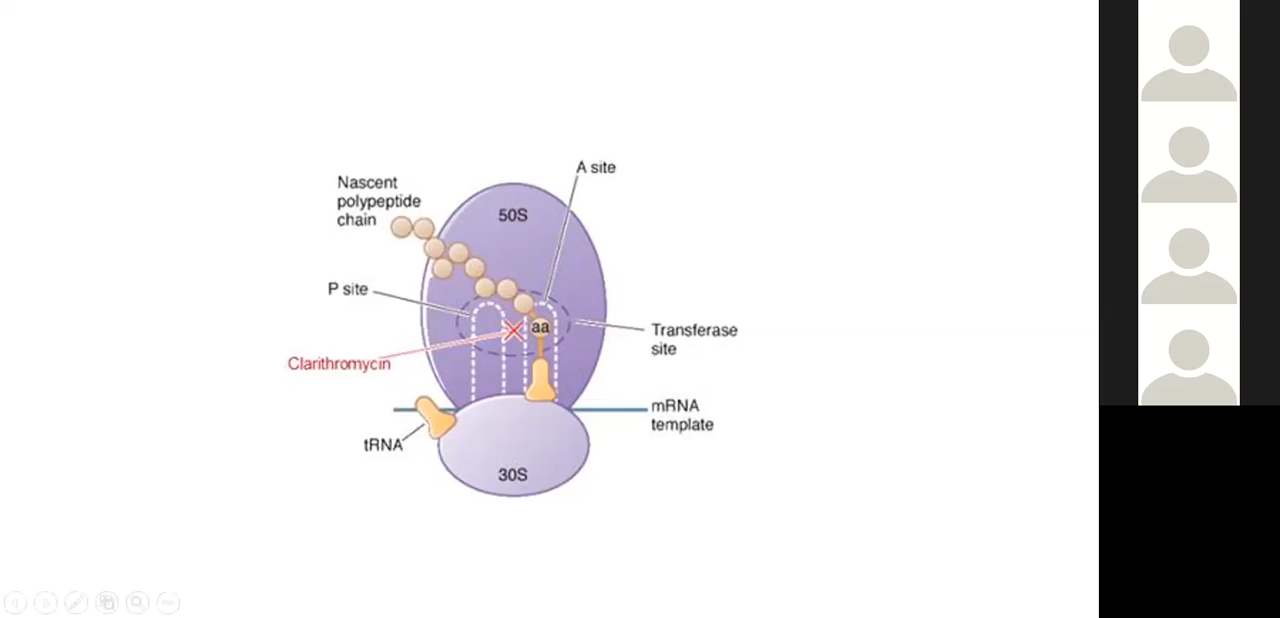 A site
Nascent
polypeptide
chain
50S
P site
aa
Transferase
site
Clarithromycin
mRNA
template
tRNA
30S